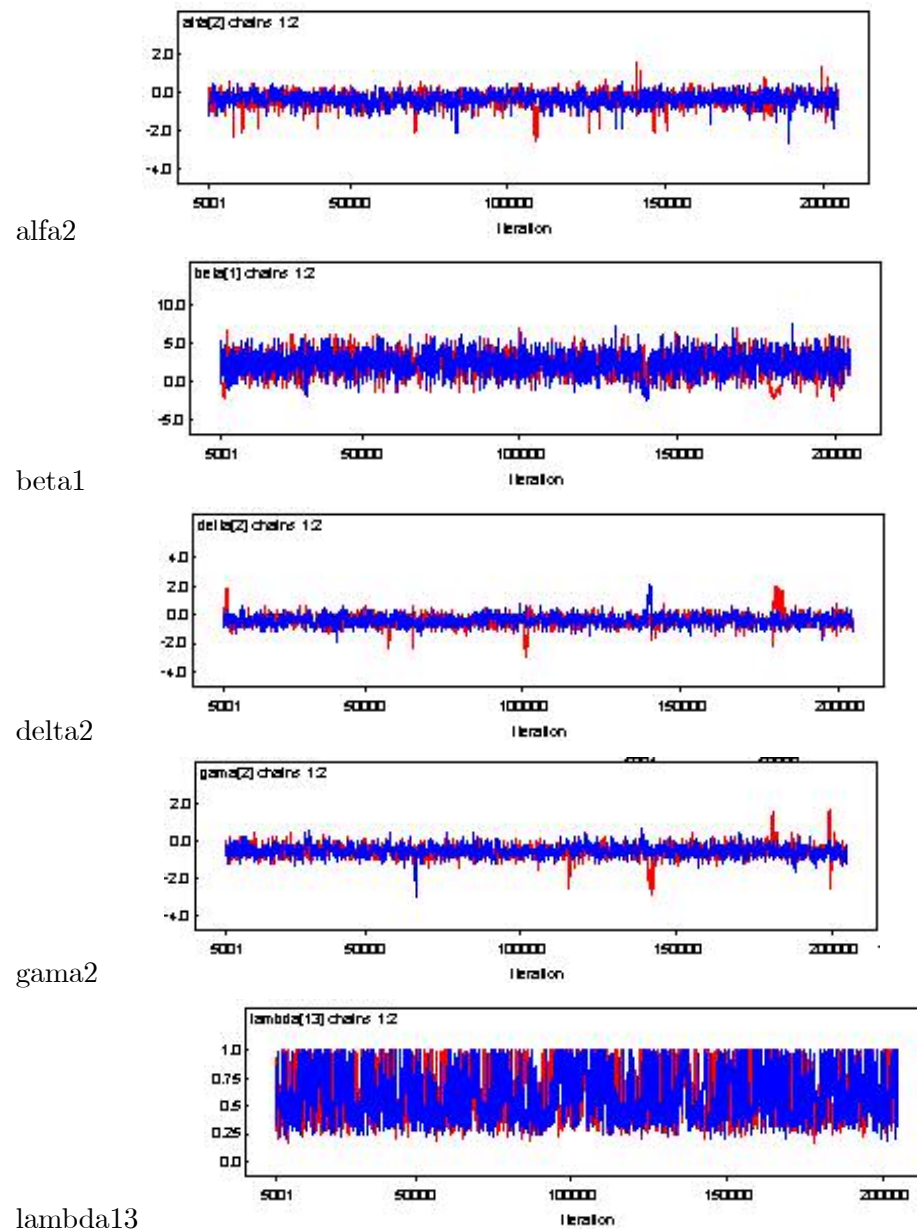 alfa[2] chains 1:2
2.0
0.0
-2.0
-4.0
5001 50000 100000 150000 200000
iteration
alfa2
beta[1] chains 1:2
10.0
5.0
0.0
-5.0
5001 50000 100000 150000 200000
iteration
beta1
delta[2] chains 1:2
4.0
2.0
0.0
-2.0
-4.0
5001 50000 100000 150000 200000
iteration
delta2
gama[2] chains 1:2
2.0
0.0
-2.0
-4.0
5001 50000 100000 150000 200000
iteration
gama2
lambda[13] chains 1:2
1.0
0.75
0.5
0.25
0.0
5001 50000 100000 150000 200000
iteration
lambda13